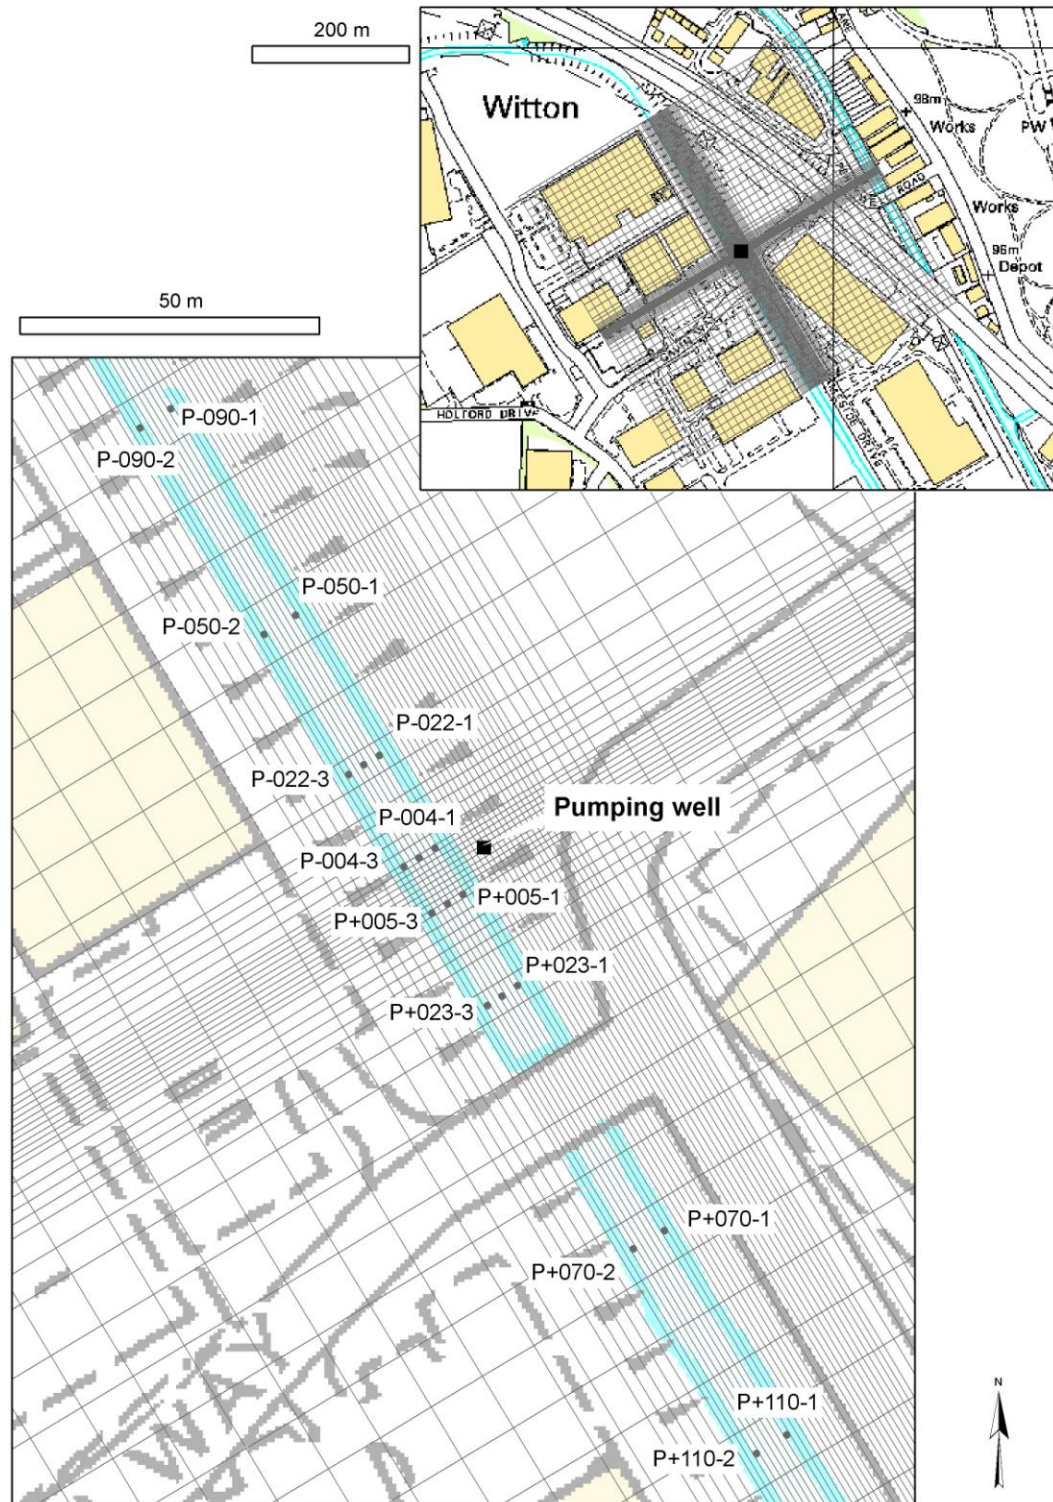 200 m
Witton
98m
Works
PW
ROAD
Works
96m
Depot
HOLFORD DRIVE
50 m
P-090-1
P-090-2
P-050-1
P-050-2
P-022-1
P-022-3
Pumping well
P-004-1
P-004-3
P+005-1
P+005-3
P+023-1
P+023-3
P+070-1
P+070-2
WAY
P+110-1
P+110-2
N